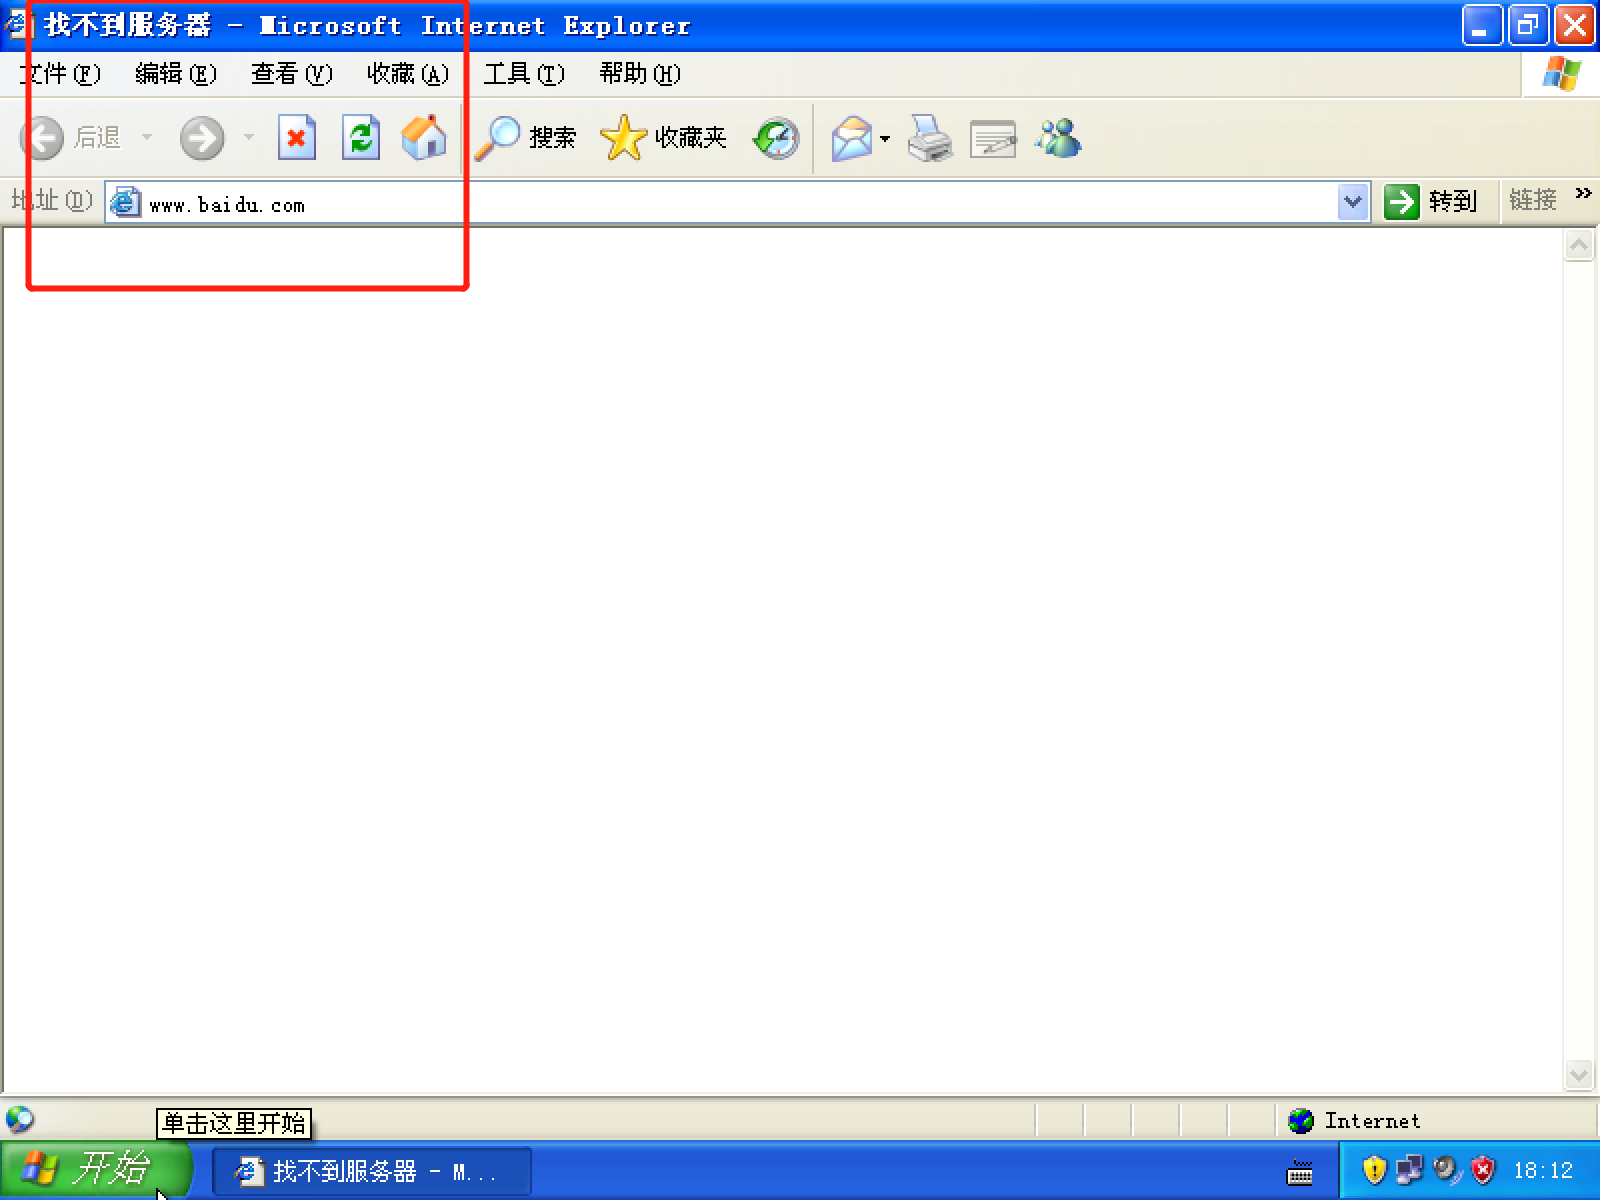 找不到服务器 - Microsoft Internet Explorer
文件(F) 编辑(E) 查看(V) 收藏(A) 工具(T) 帮助(H)
后退 搜索 收藏夹
地址(D) www.baidu.com 转到 链接 »
单击这里开始 Internet
开始 找不到服务器 - M... 18:12